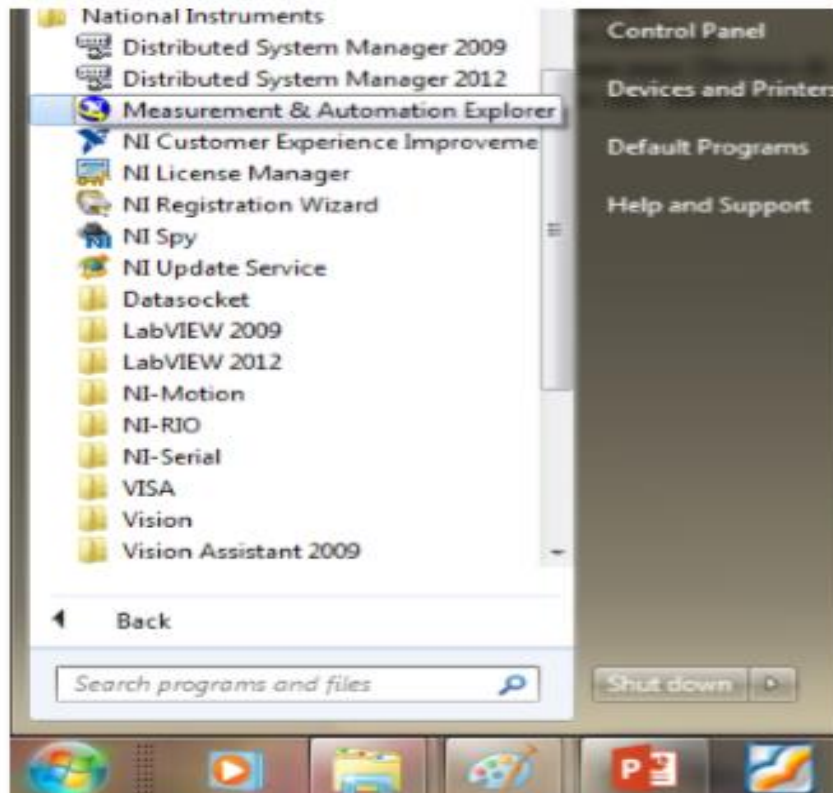 National Instruments
Distributed System Manager 2009
Distributed System Manager 2012
Measurement & Automation Explorer
NI Customer Experience Improveme
NI License Manager
NI Registration Wizard
NI Spy
NI Update Service
Datasocket
LabVIEW 2009
LabVIEW 2012
NI-Motion
NI-RIO
NI-Serial
VISA
Vision
Vision Assistant 2009
Back
Search programs and files
Control Panel
Devices and Printers
Default Programs
Help and Support
Shut down